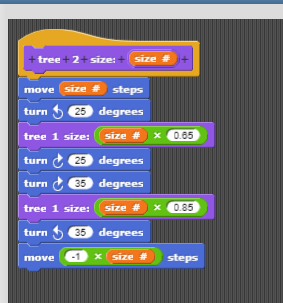 + tree + 2 + size: + size # +
move size # steps
turn 25 degrees
tree 1 size: size # × 0.65
turn 25 degrees
turn 35 degrees
tree 1 size: size # × 0.85
turn 35 degrees
move -1 × size # steps